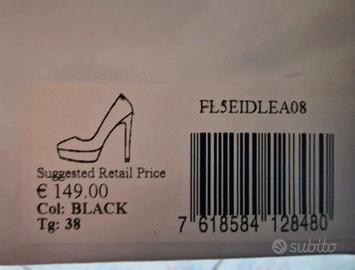 FL5EIDLEA08
Suggested Retail Price
€ 149.00
Col: BLACK
Tg: 38
7 618584 128480
subito